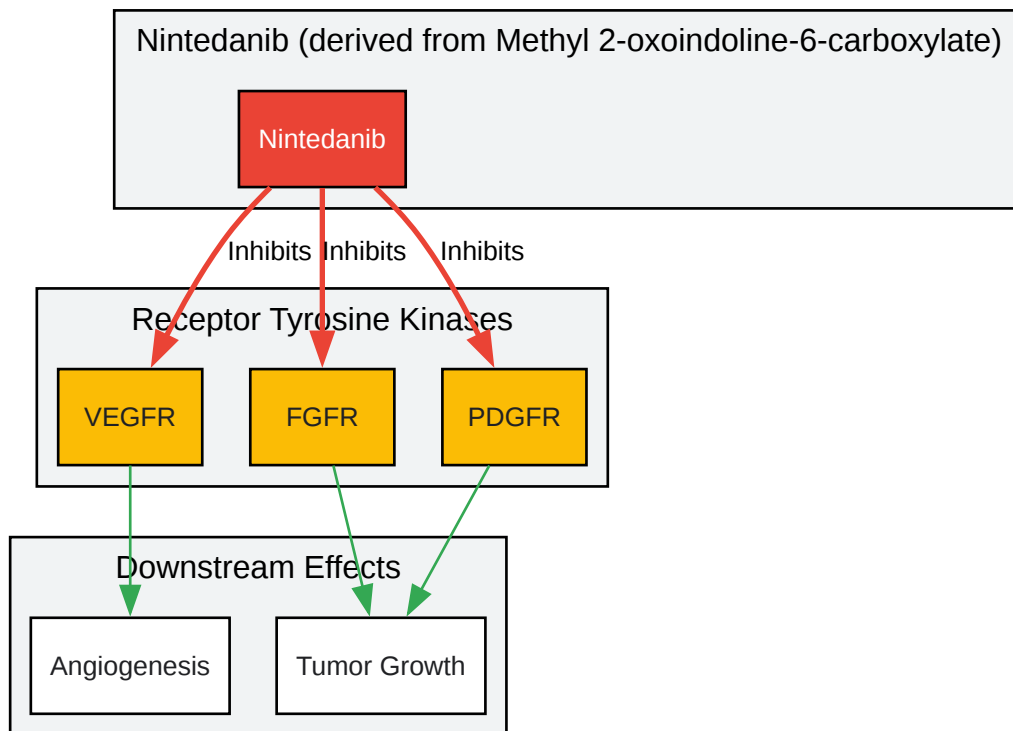 Nintedanib (derived from Methyl 2-oxoindoline-6-carboxylate)
Nintedanib
Inhibits Inhibits Inhibits
Receptor Tyrosine Kinases
VEGFR FGFR PDGFR
Downstream Effects
Angiogenesis Tumor Growth